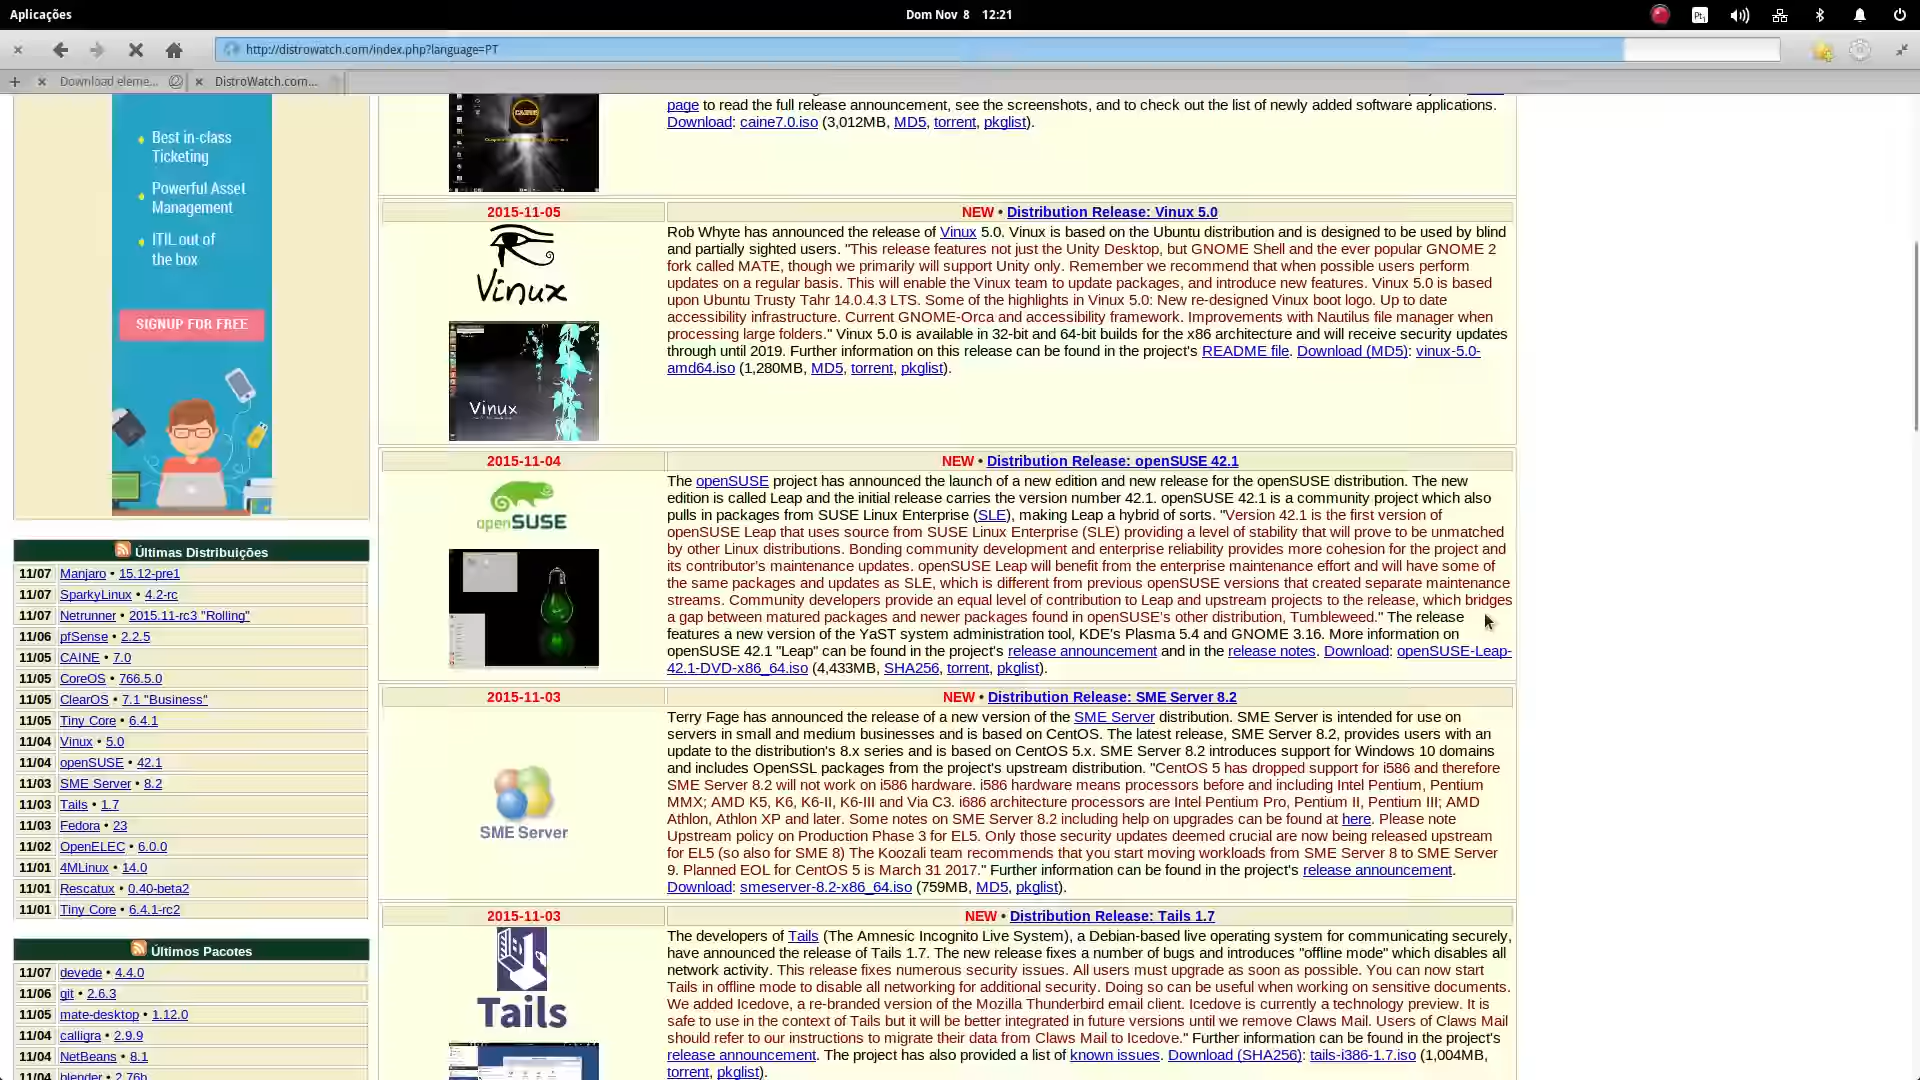 Aplicações
Dom Nov 8 12:21
Pt1
http://distrowatch.com/index.php?language=PT
Download eleme...
DistroWatch.com...
Best in-class
Ticketing
Powerful Asset
Management
ITIL out of
the box
SIGNUP FOR FREE
Últimas Distribuições
11/07 Manjaro • 15.12-pre1
11/07 SparkyLinux • 4.2-rc
11/07 Netrunner • 2015.11-rc3 "Rolling"
11/06 pfSense • 2.2.5
11/05 CAINE • 7.0
11/05 CoreOS • 766.5.0
11/05 ClearOS • 7.1 "Business"
11/05 Tiny Core • 6.4.1
11/04 Vinux • 5.0
11/04 openSUSE • 42.1
11/03 SME Server • 8.2
11/03 Tails • 1.7
11/03 Fedora • 23
11/02 OpenELEC • 6.0.0
11/01 4MLinux • 14.0
11/01 Rescatux • 0.40-beta2
11/01 Tiny Core • 6.4.1-rc2
Últimos Pacotes
11/07 devede • 4.4.0
11/06 git • 2.6.3
11/05 mate-desktop • 1.12.0
11/04 calligra • 2.9.9
11/04 NetBeans • 8.1
11/04 blender • 2.76b
CAINE
page to read the full release announcement, see the screenshots, and to check out the list of newly added software applications.
Download: caine7.0.iso (3,012MB, MD5, torrent, pkglist).
2015-11-05
NEW • Distribution Release: Vinux 5.0
Vinux
Vinux
Rob Whyte has announced the release of Vinux 5.0. Vinux is based on the Ubuntu distribution and is designed to be used by blind
and partially sighted users. "This release features not just the Unity Desktop, but GNOME Shell and the ever popular GNOME 2
fork called MATE, though we primarily will support Unity only. Remember we recommend that when possible users perform
updates on a regular basis. This will enable the Vinux team to update packages, and introduce new features. Vinux 5.0 is based
upon Ubuntu Trusty Tahr 14.0.4.3 LTS. Some of the highlights in Vinux 5.0: New re-designed Vinux boot logo. Up to date
accessibility infrastructure. Current GNOME-Orca and accessibility framework. Improvements with Nautilus file manager when
processing large folders." Vinux 5.0 is available in 32-bit and 64-bit builds for the x86 architecture and will receive security updates
through until 2019. Further information on this release can be found in the project's README file. Download (MD5): vinux-5.0-
amd64.iso (1,280MB, MD5, torrent, pkglist).
2015-11-04
NEW • Distribution Release: openSUSE 42.1
openSUSE
The openSUSE project has announced the launch of a new edition and new release for the openSUSE distribution. The new
edition is called Leap and the initial release carries the version number 42.1. openSUSE 42.1 is a community project which also
pulls in packages from SUSE Linux Enterprise (SLE), making Leap a hybrid of sorts. "Version 42.1 is the first version of
openSUSE Leap that uses source from SUSE Linux Enterprise (SLE) providing a level of stability that will prove to be unmatched
by other Linux distributions. Bonding community development and enterprise reliability provides more cohesion for the project and
its contributor's maintenance updates. openSUSE Leap will benefit from the enterprise maintenance effort and will have some of
the same packages and updates as SLE, which is different from previous openSUSE versions that created separate maintenance
streams. Community developers provide an equal level of contribution to Leap and upstream projects to the release, which bridges
a gap between matured packages and newer packages found in openSUSE's other distribution, Tumbleweed." The release
features a new version of the YaST system administration tool, KDE's Plasma 5.4 and GNOME 3.16. More information on
openSUSE 42.1 "Leap" can be found in the project's release announcement and in the release notes. Download: openSUSE-Leap-
42.1-DVD-x86_64.iso (4,433MB, SHA256, torrent, pkglist).
2015-11-03
NEW • Distribution Release: SME Server 8.2
SME Server
Terry Fage has announced the release of a new version of the SME Server distribution. SME Server is intended for use on
servers in small and medium businesses and is based on CentOS. The latest release, SME Server 8.2, provides users with an
update to the distribution's 8.x series and is based on CentOS 5.x. SME Server 8.2 introduces support for Windows 10 domains
and includes OpenSSL packages from the project's upstream distribution. "CentOS 5 has dropped support for i586 and therefore
SME Server 8.2 will not work on i586 hardware. i586 hardware means processors before and including Intel Pentium, Pentium
MMX; AMD K5, K6, K6-II, K6-III and Via C3. i686 architecture processors are Intel Pentium Pro, Pentium II, Pentium III; AMD
Athlon, Athlon XP and later. Some notes on SME Server 8.2 including help on upgrades can be found at here. Please note
Upstream policy on Production Phase 3 for EL5. Only those security updates deemed crucial are now being released upstream
for EL5 (so also for SME 8) The Koozali team recommends that you start moving workloads from SME Server 8 to SME Server
9. Planned EOL for CentOS 5 is March 31 2017." Further information can be found in the project's release announcement.
Download: smeserver-8.2-x86_64.iso (759MB, MD5, pkglist).
2015-11-03
NEW • Distribution Release: Tails 1.7
Tails
The developers of Tails (The Amnesic Incognito Live System), a Debian-based live operating system for communicating securely,
have announced the release of Tails 1.7. The new release fixes a number of bugs and introduces "offline mode" which disables all
network activity. This release fixes numerous security issues. All users must upgrade as soon as possible. You can now start
Tails in offline mode to disable all networking for additional security. Doing so can be useful when working on sensitive documents.
We added Icedove, a re-branded version of the Mozilla Thunderbird email client. Icedove is currently a technology preview. It is
safe to use in the context of Tails but it will be better integrated in future versions until we remove Claws Mail. Users of Claws Mail
should refer to our instructions to migrate their data from Claws Mail to Icedove." Further information can be found in the project's
release announcement. The project has also provided a list of known issues. Download (SHA256): tails-i386-1.7.iso (1,004MB,
torrent, pkglist).